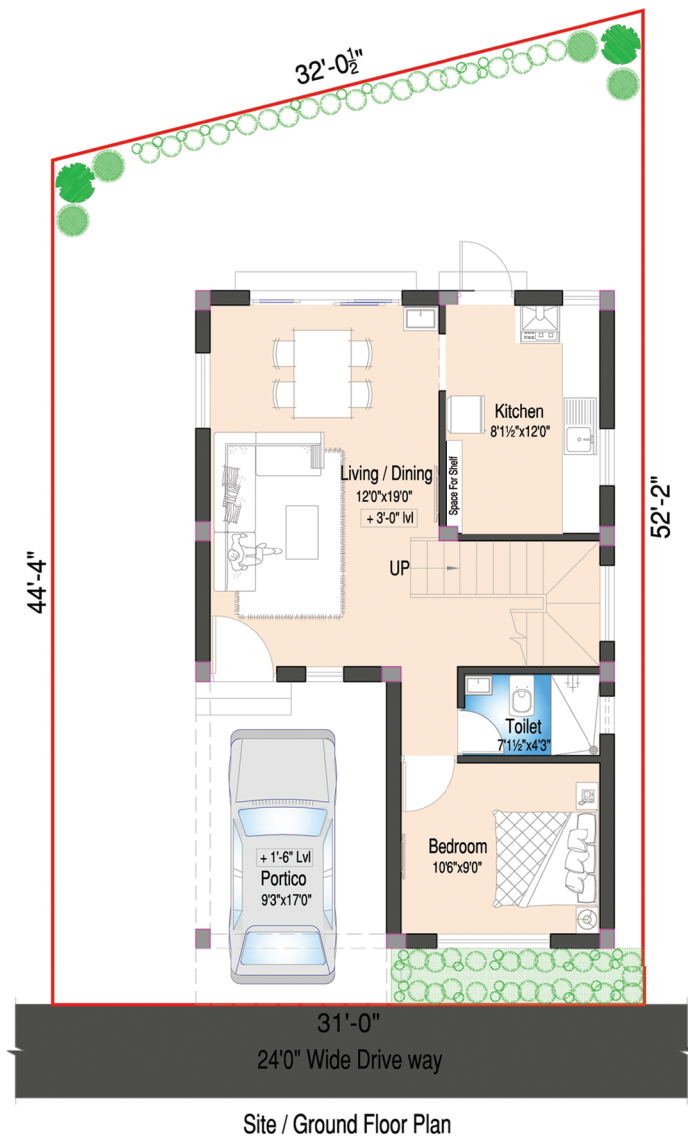 32'-0½"
Kitchen
8'1½"x12'0"
Space For Shelf
Living / Dining
12'0"x19'0"
+ 3'-0" lvl
52'-2"
44'-4"
UP
Toilet
7'1½"x4'3"
Bedroom
10'6"x9'0"
+ 1'-6" Lvl
Portico
9'3"x17'0"
31'-0"
24'0" Wide Drive way
Site / Ground Floor Plan